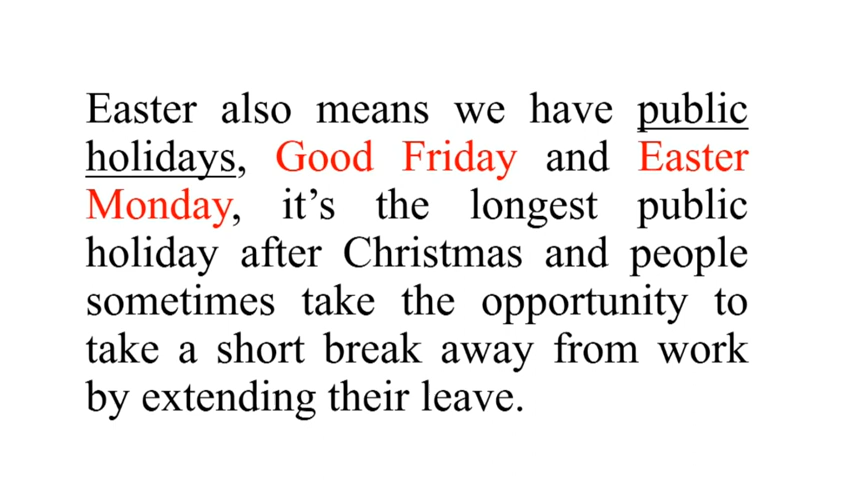 Easter also means we have public
holidays, Good Friday and Easter
Monday, it’s the longest public
holiday after Christmas and people
sometimes take the opportunity to
take a short break away from work
by extending their leave.